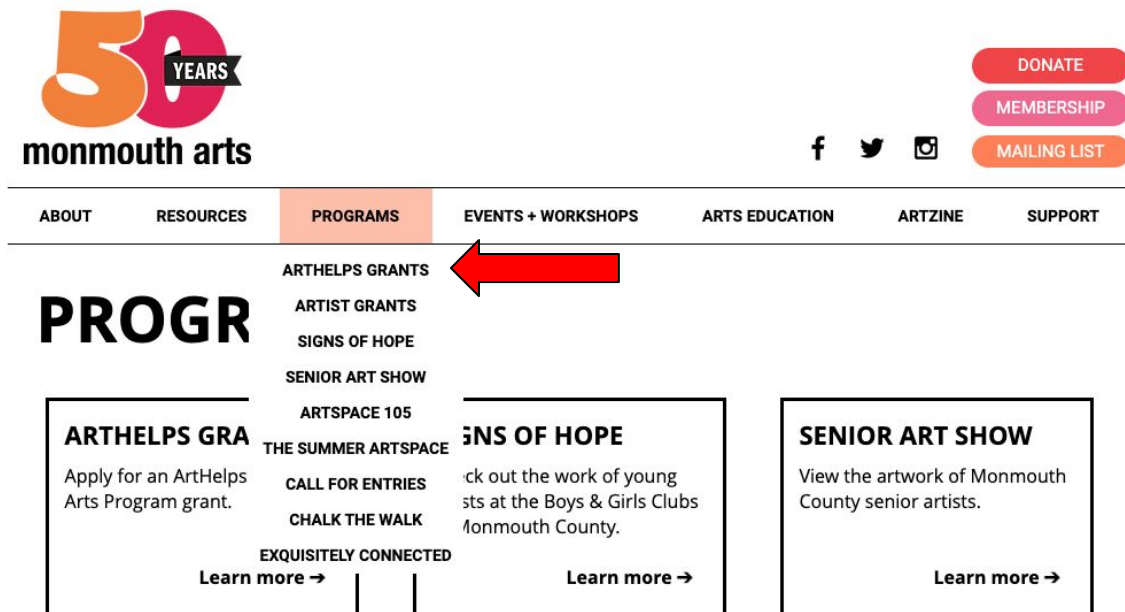 50
YEARS
monmouth arts
DONATE
MEMBERSHIP
MAILING LIST
ABOUT
RESOURCES
PROGRAMS
EVENTS + WORKSHOPS
ARTS EDUCATION
ARTZINE
SUPPORT
ARTHELPS GRANTS
ARTIST GRANTS
SIGNS OF HOPE
SENIOR ART SHOW
ARTSPACE 105
THE SUMMER ARTSPACE
CALL FOR ENTRIES
CHALK THE WALK
EXQUISITELY CONNECTED
PROGR
ARTHELPS GRA
Apply for an ArtHelps
Arts Program grant.
Learn more →
GNS OF HOPE
eck out the work of young
sts at the Boys & Girls Clubs
Monmouth County.
Learn more →
SENIOR ART SHOW
View the artwork of Monmouth
County senior artists.
Learn more →